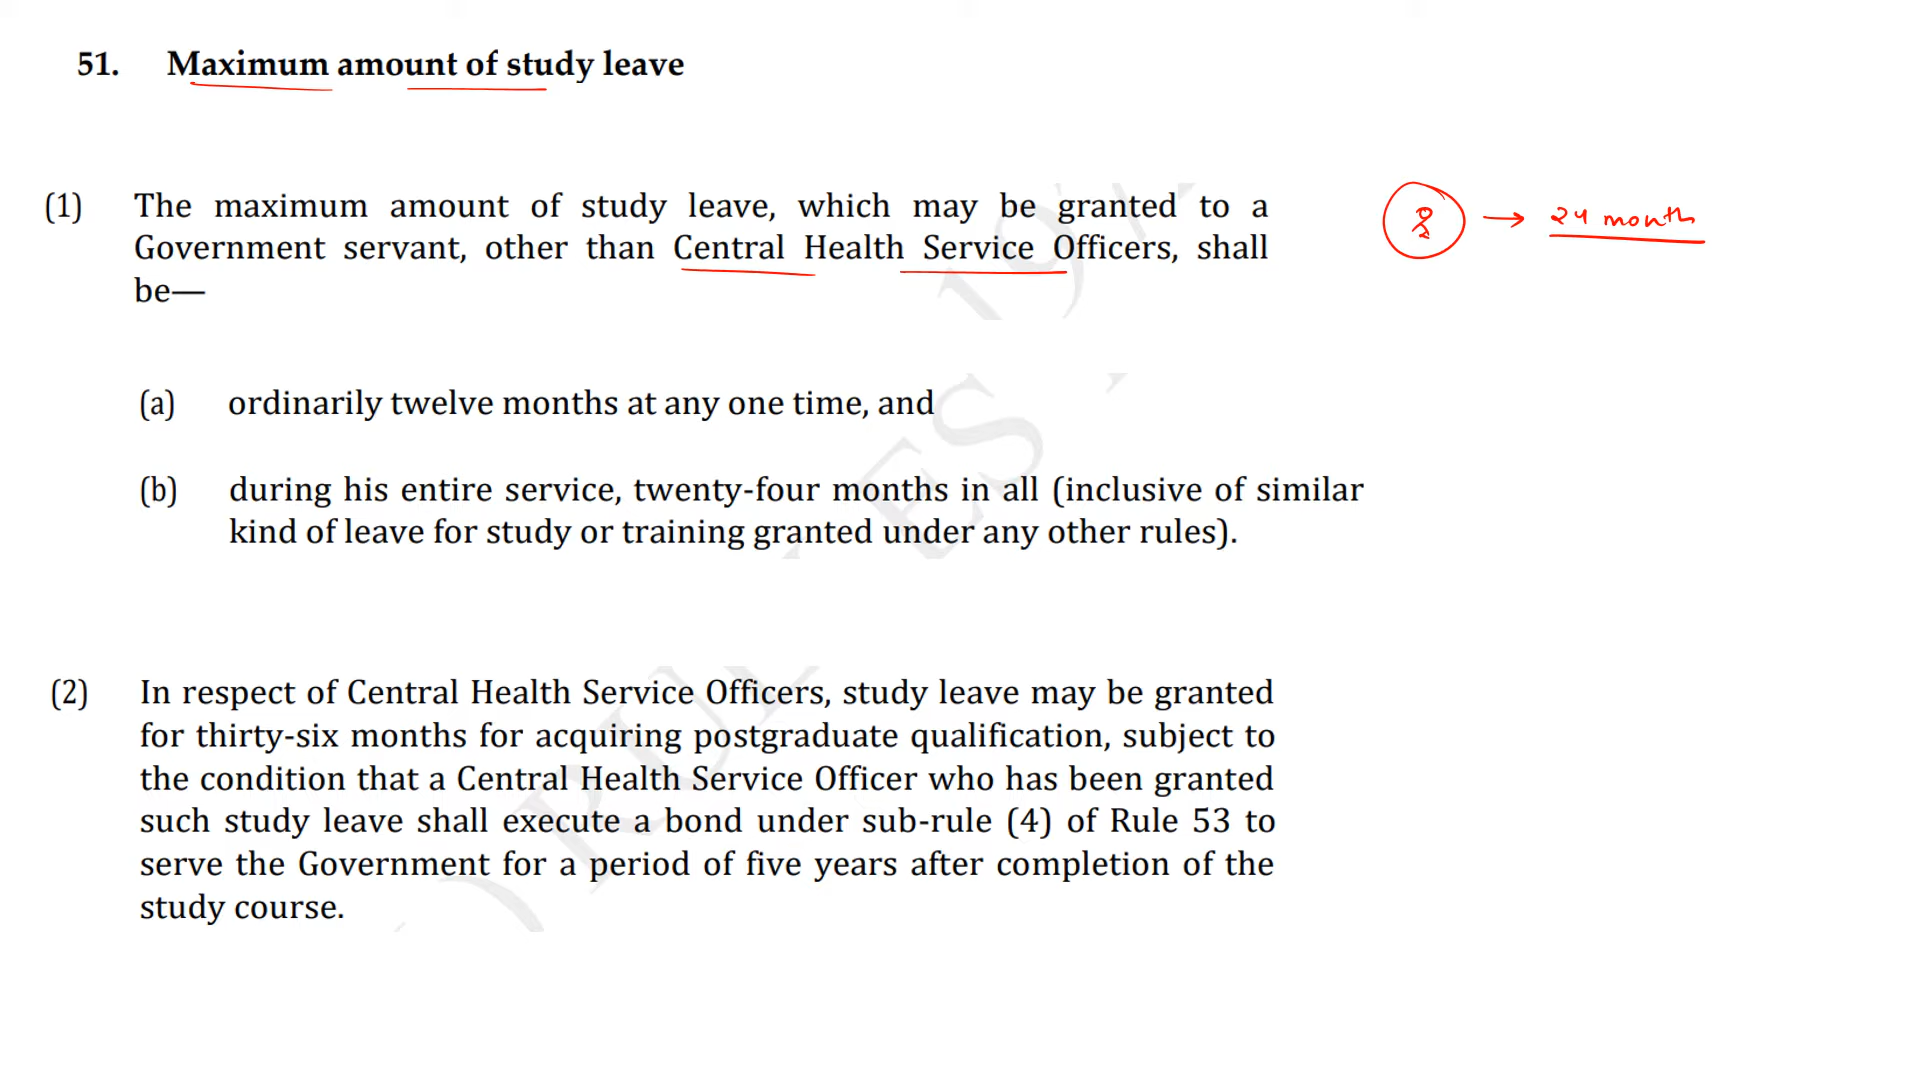 51. Maximum amount of study leave
(1) The maximum amount of study leave, which may be granted to a
Government servant, other than Central Health Service Officers, shall
be—
24 month
(a) ordinarily twelve months at any one time, and
(b) during his entire service, twenty-four months in all (inclusive of similar
kind of leave for study or training granted under any other rules).
(2) In respect of Central Health Service Officers, study leave may be granted
for thirty-six months for acquiring postgraduate qualification, subject to
the condition that a Central Health Service Officer who has been granted
such study leave shall execute a bond under sub-rule (4) of Rule 53 to
serve the Government for a period of five years after completion of the
study course.